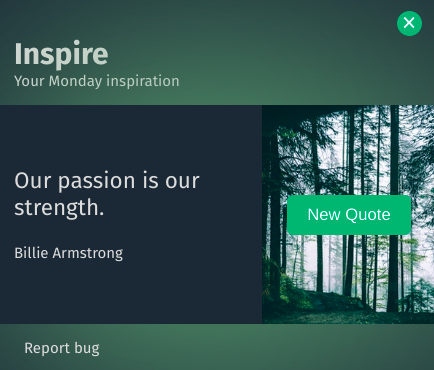 Inspire
Your Monday inspiration
Our passion is our
strength.
New Quote
Billie Armstrong
Report bug